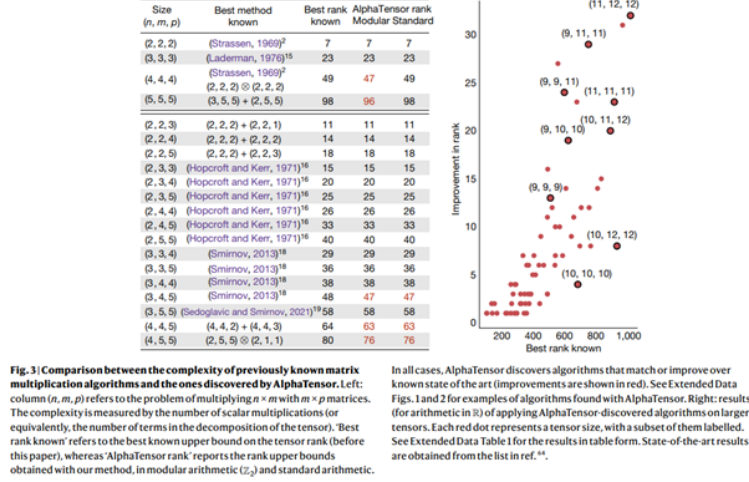 Size Best method Best rank AlphaTensor rank
(n, m, p) known known Modular Standard
(2, 2, 2) (Strassen, 1969)² 7 7 7
(3, 3, 3) (Laderman, 1976)¹⁵ 23 23 23
(4, 4, 4) (Strassen, 1969)² 49 47 49
(2, 2, 2) ⊗ (2, 2, 2)
(5, 5, 5) (3, 5, 5) + (2, 5, 5) 98 96 98
(2, 2, 3) (2, 2, 2) + (2, 2, 1) 11 11 11
(2, 2, 4) (2, 2, 2) + (2, 2, 2) 14 14 14
(2, 2, 5) (2, 2, 2) + (2, 2, 3) 18 18 18
(2, 3, 3) (Hopcroft and Kerr, 1971)¹⁶ 15 15 15
(2, 3, 4) (Hopcroft and Kerr, 1971)¹⁶ 20 20 20
(2, 3, 5) (Hopcroft and Kerr, 1971)¹⁶ 25 25 25
(2, 4, 4) (Hopcroft and Kerr, 1971)¹⁶ 26 26 26
(2, 4, 5) (Hopcroft and Kerr, 1971)¹⁶ 33 33 33
(2, 5, 5) (Hopcroft and Kerr, 1971)¹⁶ 40 40 40
(3, 3, 4) (Smirnov, 2013)¹⁸ 29 29 29
(3, 3, 5) (Smirnov, 2013)¹⁸ 36 36 36
(3, 4, 4) (Smirnov, 2013)¹⁸ 38 38 38
(3, 4, 5) (Smirnov, 2013)¹⁸ 48 47 47
(3, 5, 5) (Sedoglavic and Smirnov, 2021)¹⁹ 58 58 58
(4, 4, 5) (4, 4, 2) + (4, 4, 3) 64 63 63
(4, 5, 5) (2, 5, 5) ⊗ (2, 1, 1) 80 76 76
Improvement in rank
30
25
20
15
10
5
0
(11, 12, 12)
(9, 11, 11)
(9, 9, 11)
(11, 11, 11)
(10, 11, 12)
(9, 10, 10)
(9, 9, 9)
(10, 12, 12)
(10, 10, 10)
200 400 600 800 1,000
Best rank known
Fig. 3 | Comparison between the complexity of previously known matrix
multiplication algorithms and the ones discovered by AlphaTensor. Left:
column (n, m, p) refers to the problem of multiplying n × m with m × p matrices.
The complexity is measured by the number of scalar multiplications (or
equivalently, the number of terms in the decomposition of the tensor). 'Best
rank known' refers to the best known upper bound on the tensor rank (before
this paper), whereas 'AlphaTensor rank' reports the rank upper bounds
obtained with our method, in modular arithmetic (ℤ₂) and standard arithmetic.
In all cases, AlphaTensor discovers algorithms that match or improve over
known state of the art (improvements are shown in red). See Extended Data
Figs. 1 and 2 for examples of algorithms found with AlphaTensor. Right: results
(for arithmetic in ℝ) of applying AlphaTensor-discovered algorithms on larger
tensors. Each red dot represents a tensor size, with a subset of them labelled.
See Extended Data Table 1 for the results in table form. State-of-the-art results
are obtained from the list in ref. ⁶⁴.